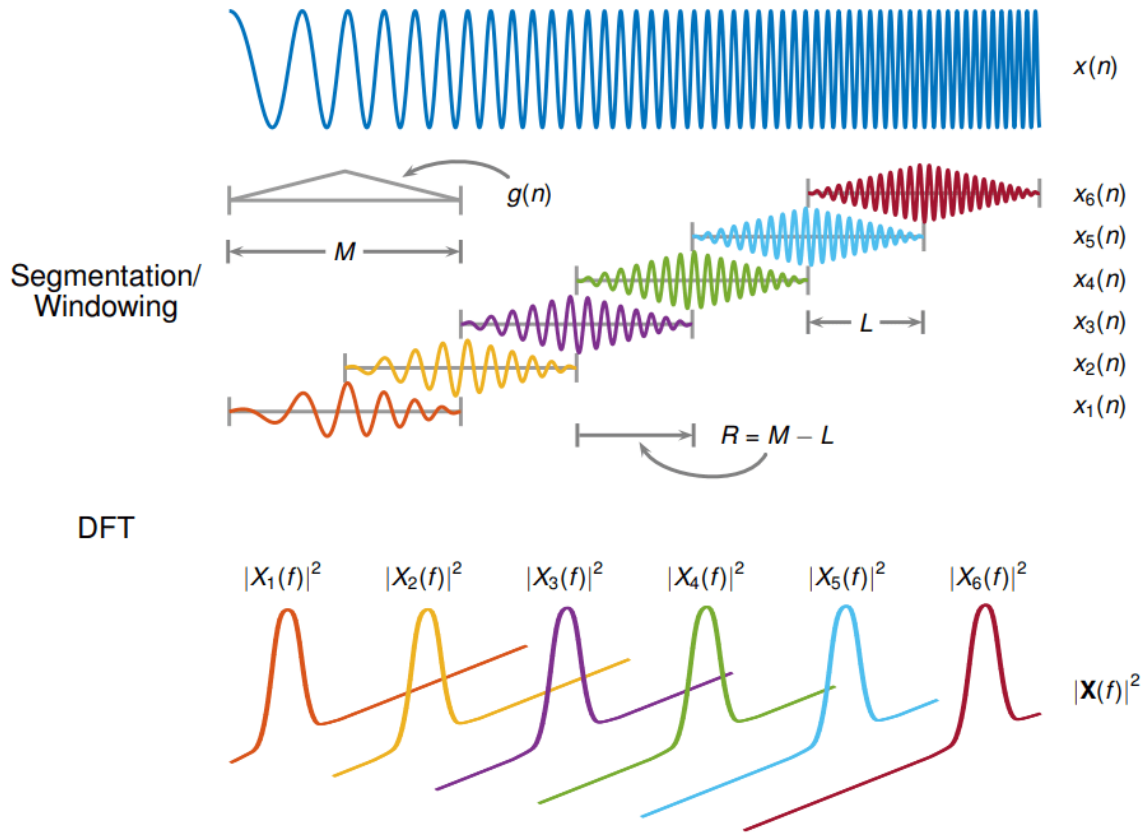 x(n)
g(n)
M
Segmentation/
Windowing
x₆(n)
x₅(n)
x₄(n)
L
x₃(n)
x₂(n)
x₁(n)
R = M − L
DFT
|X₁(f)|² |X₂(f)|² |X₃(f)|² |X₄(f)|² |X₅(f)|² |X₆(f)|²
|X(f)|²